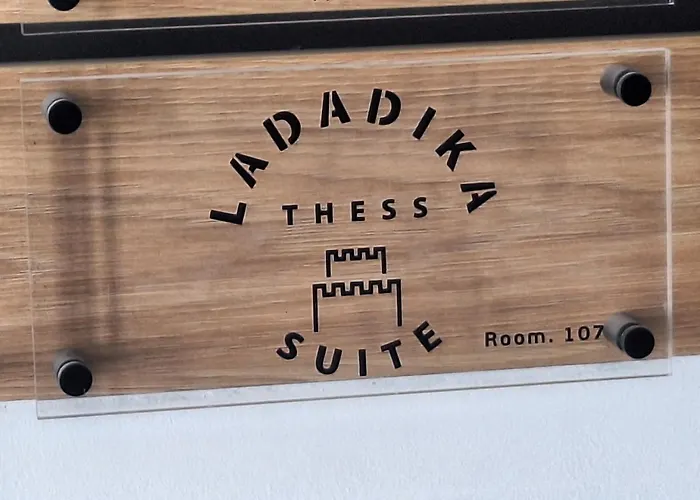 LADADIKA
THESS
SUITE
Room. 107